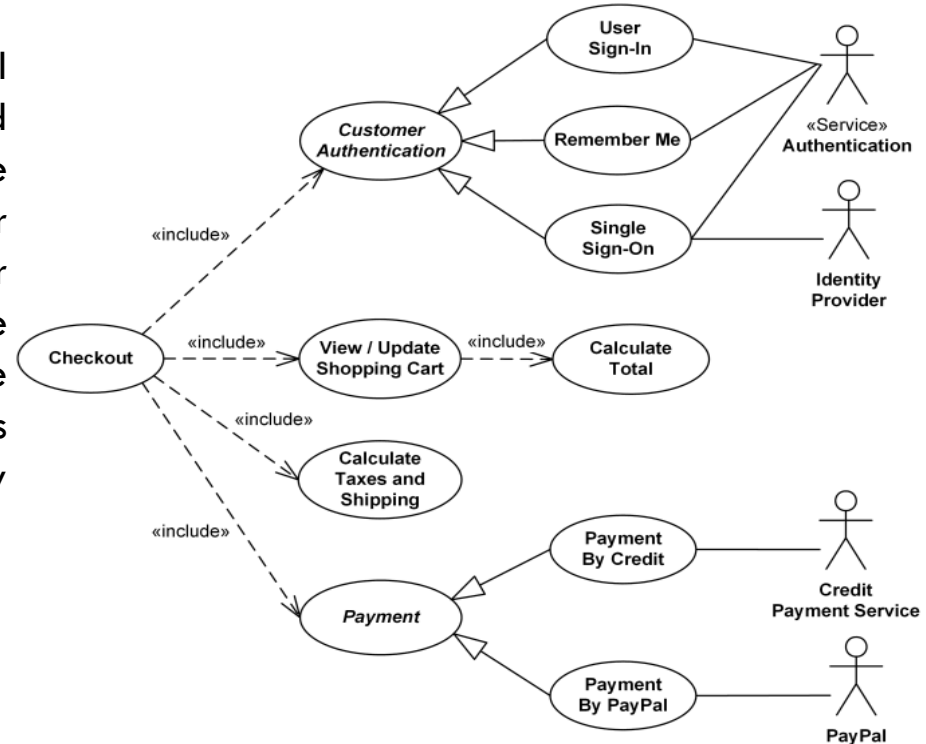 User
Sign-In
Customer
Authentication
Remember Me
«Service»
Authentication
Single
Sign-On
Identity
Provider
«include»
Checkout
«include»
View / Update
Shopping Cart
«include»
Calculate
Total
«include»
Calculate
Taxes and
Shipping
«include»
Payment
By Credit
Credit
Payment Service
Payment
Payment
By PayPal
PayPal